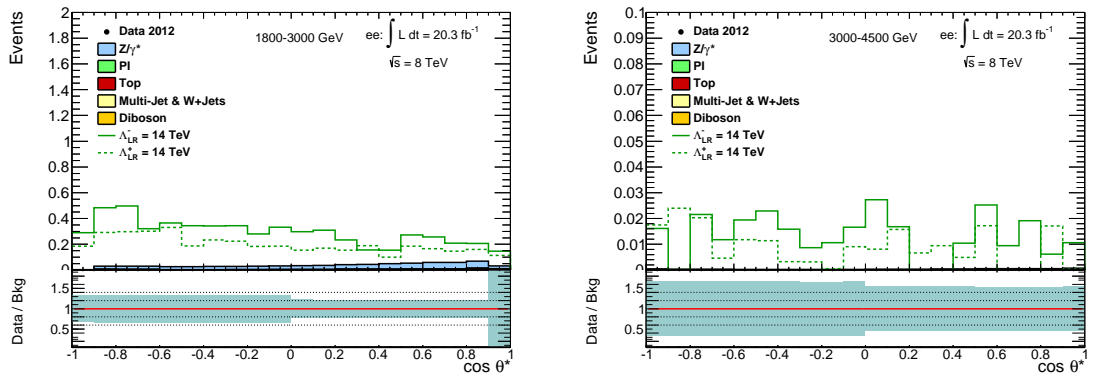 Events
2
1.8
1.6
1.4
1.2
1
0.8
0.6
0.4
0.2
0
Data 2012
Z/γ*
PI
Top
Multi-Jet & W+Jets
Diboson
Λ⁻LR = 14 TeV
Λ⁺LR = 14 TeV
1800-3000 GeV
ee: ∫ L dt = 20.3 fb⁻¹
√s = 8 TeV
Data / Bkg
1.5
1
0.5
-1 -0.8 -0.6 -0.4 -0.2 0 0.2 0.4 0.6 0.8 1
cos θ*
Events
0.1
0.09
0.08
0.07
0.06
0.05
0.04
0.03
0.02
0.01
0
Data 2012
Z/γ*
PI
Top
Multi-Jet & W+Jets
Diboson
Λ⁻LR = 14 TeV
Λ⁺LR = 14 TeV
3000-4500 GeV
ee: ∫ L dt = 20.3 fb⁻¹
√s = 8 TeV
Data / Bkg
1.5
1
0.5
-1 -0.8 -0.6 -0.4 -0.2 0 0.2 0.4 0.6 0.8 1
cos θ*